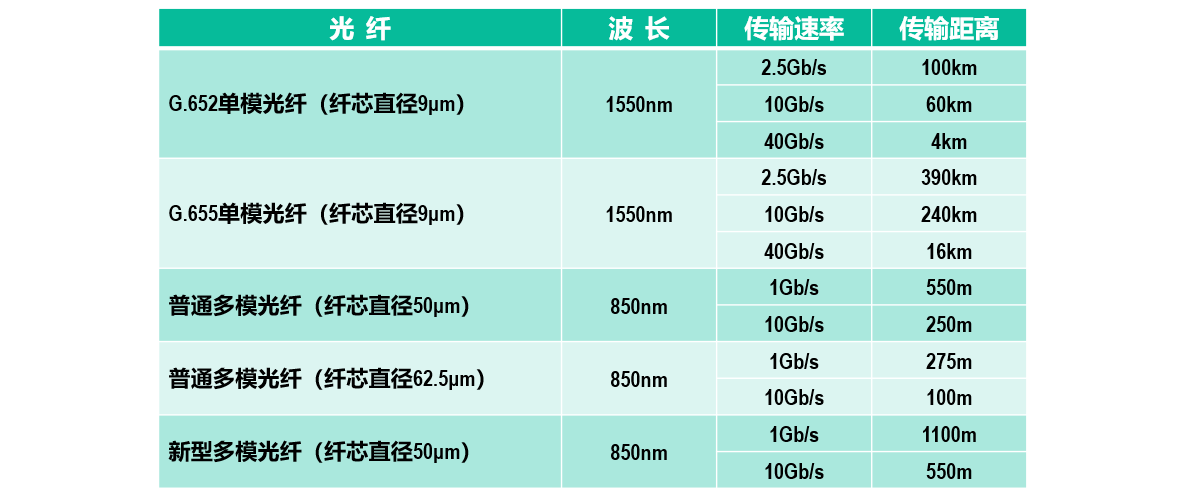 光 纤 波 长 传输速率 传输距离
G.652单模光纤（纤芯直径9μm） 1550nm 2.5Gb/s 100km
10Gb/s 60km
40Gb/s 4km
G.655单模光纤（纤芯直径9μm） 1550nm 2.5Gb/s 390km
10Gb/s 240km
40Gb/s 16km
普通多模光纤（纤芯直径50μm） 850nm 1Gb/s 550m
10Gb/s 250m
普通多模光纤（纤芯直径62.5μm） 850nm 1Gb/s 275m
10Gb/s 100m
新型多模光纤（纤芯直径50μm） 850nm 1Gb/s 1100m
10Gb/s 550m